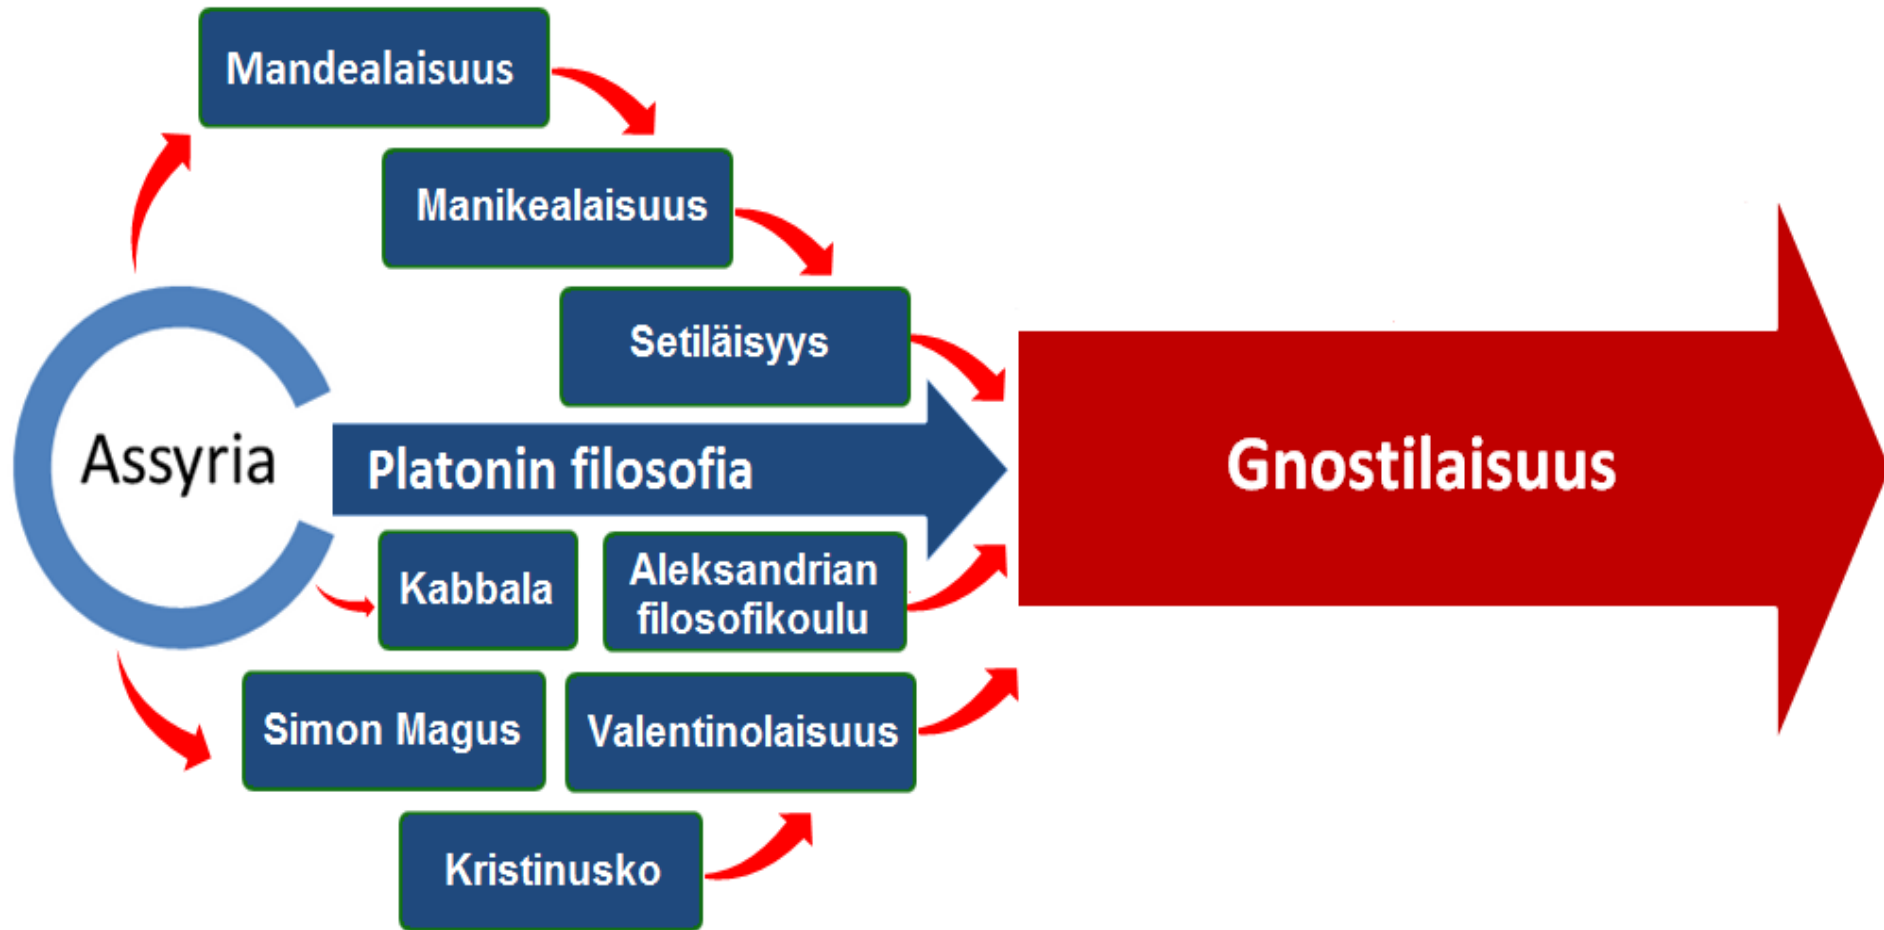 Mandealaisuus
Manikealaisuus
Setiläisyys
Assyria
Platonin filosofia
Gnostilaisuus
Kabbala
Aleksandrian
filosofikoulu
Simon Magus
Valentinolaisuus
Kristinusko